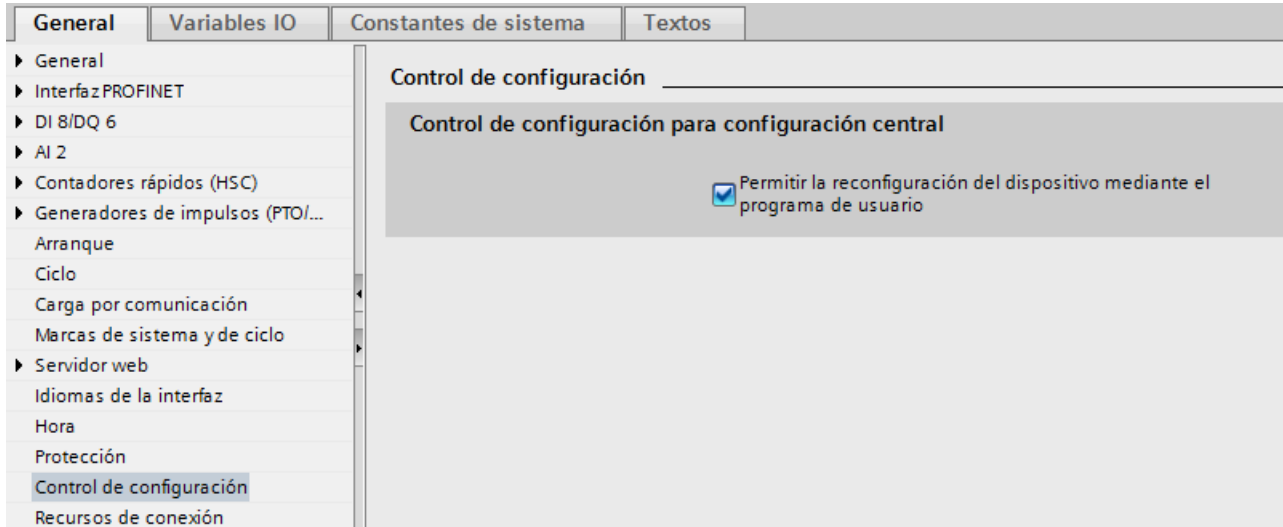 General
Variables IO
Constantes de sistema
Textos
General
Interfaz PROFINET
DI 8/DQ 6
AI 2
Contadores rápidos (HSC)
Generadores de impulsos (PTO/...
Arranque
Ciclo
Carga por comunicación
Marcas de sistema y de ciclo
Servidor web
Idiomas de la interfaz
Hora
Protección
Control de configuración
Recursos de conexión
Control de configuración
Control de configuración para configuración central
Permitir la reconfiguración del dispositivo mediante el
programa de usuario